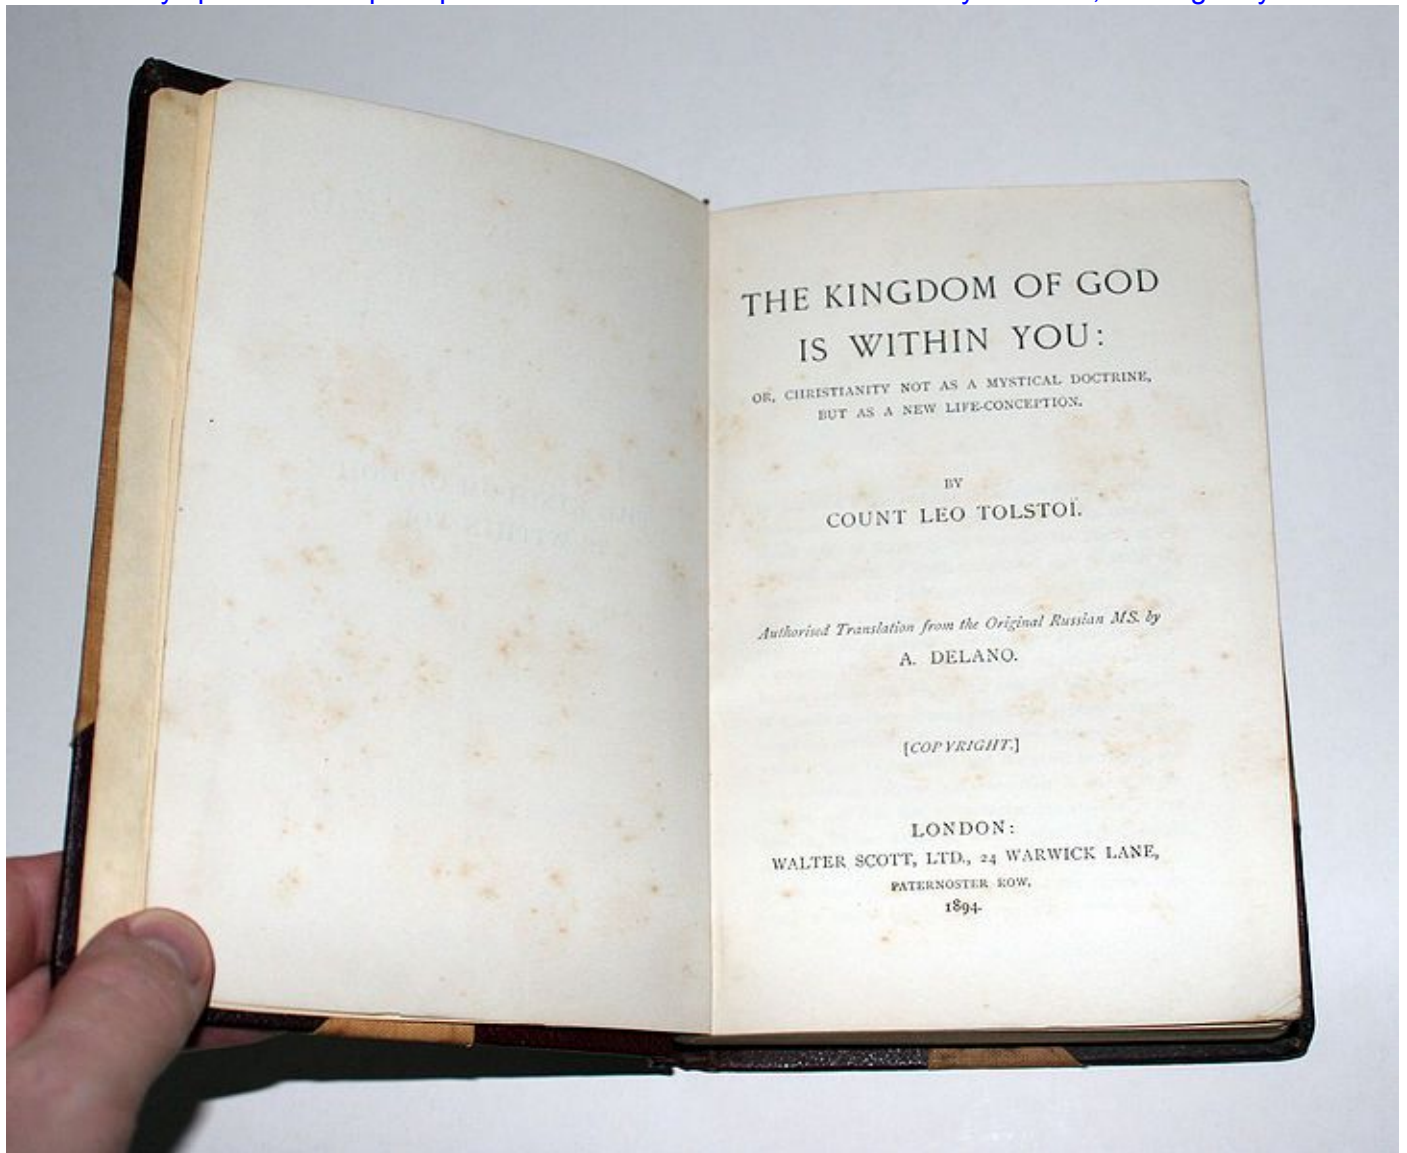 THE KINGDOM OF GOD
IS WITHIN YOU:
OR, CHRISTIANITY NOT AS A MYSTICAL DOCTRINE,
BUT AS A NEW LIFE-CONCEPTION.
BY
COUNT LEO TOLSTOÏ.
Authorised Translation from the Original Russian MS. by
A. DELANO.
[COPYRIGHT.]
LONDON:
WALTER SCOTT, LTD., 24 WARWICK LANE,
PATERNOSTER ROW.
1894.